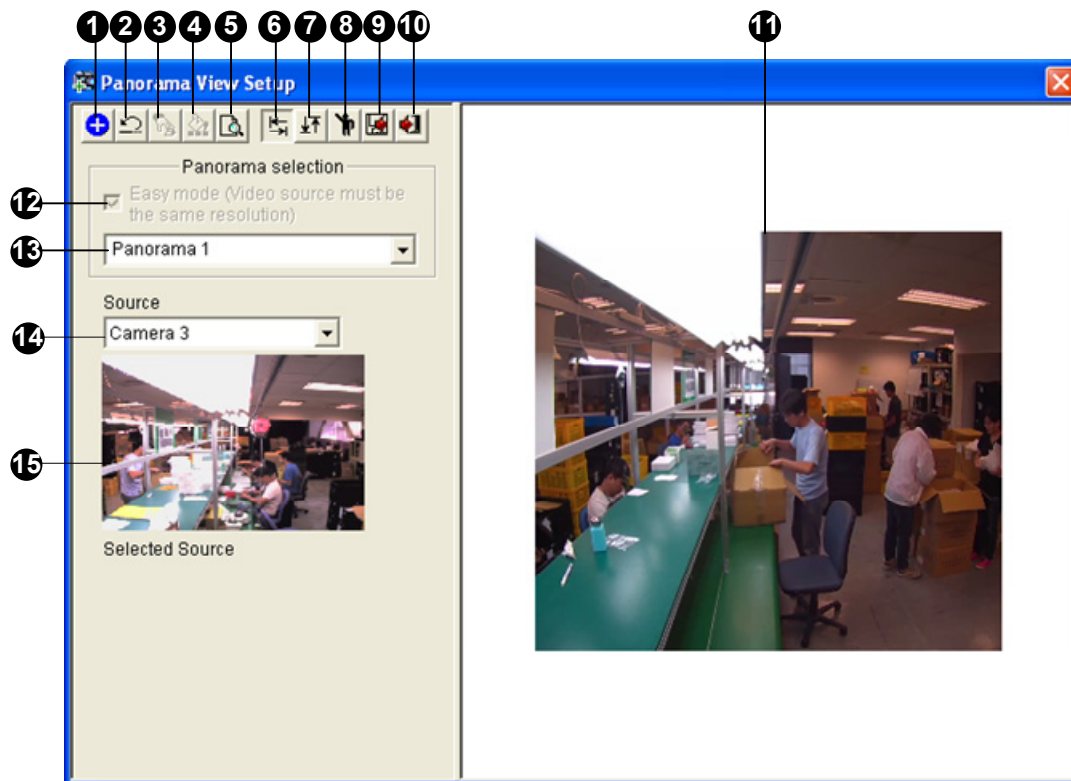 1 2 3 4 5 6 7 8 9 10 11
Panorama View Setup
Panorama selection
12
Easy mode (Video source must be
the same resolution)
13
Panorama 1
Source
14
Camera 3
15
Selected Source